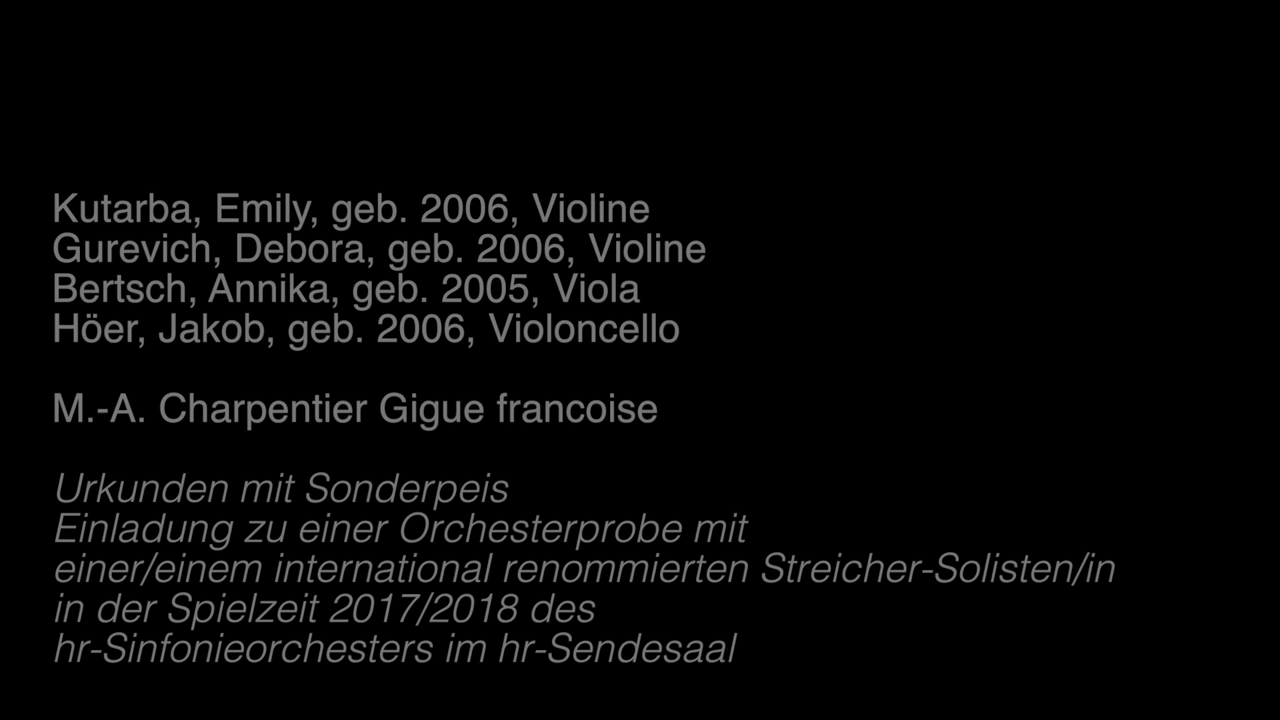 Kutarba, Emily, geb. 2006, Violine
Gurevich, Debora, geb. 2006, Violine
Bertsch, Annika, geb. 2005, Viola
Höer, Jakob, geb. 2006, Violoncello
M.-A. Charpentier Gigue francoise
Urkunden mit Sonderpeis
Einladung zu einer Orchesterprobe mit
einer/einem international renommierten Streicher-Solisten/in
in der Spielzeit 2017/2018 des
hr-Sinfonieorchesters im hr-Sendesaal